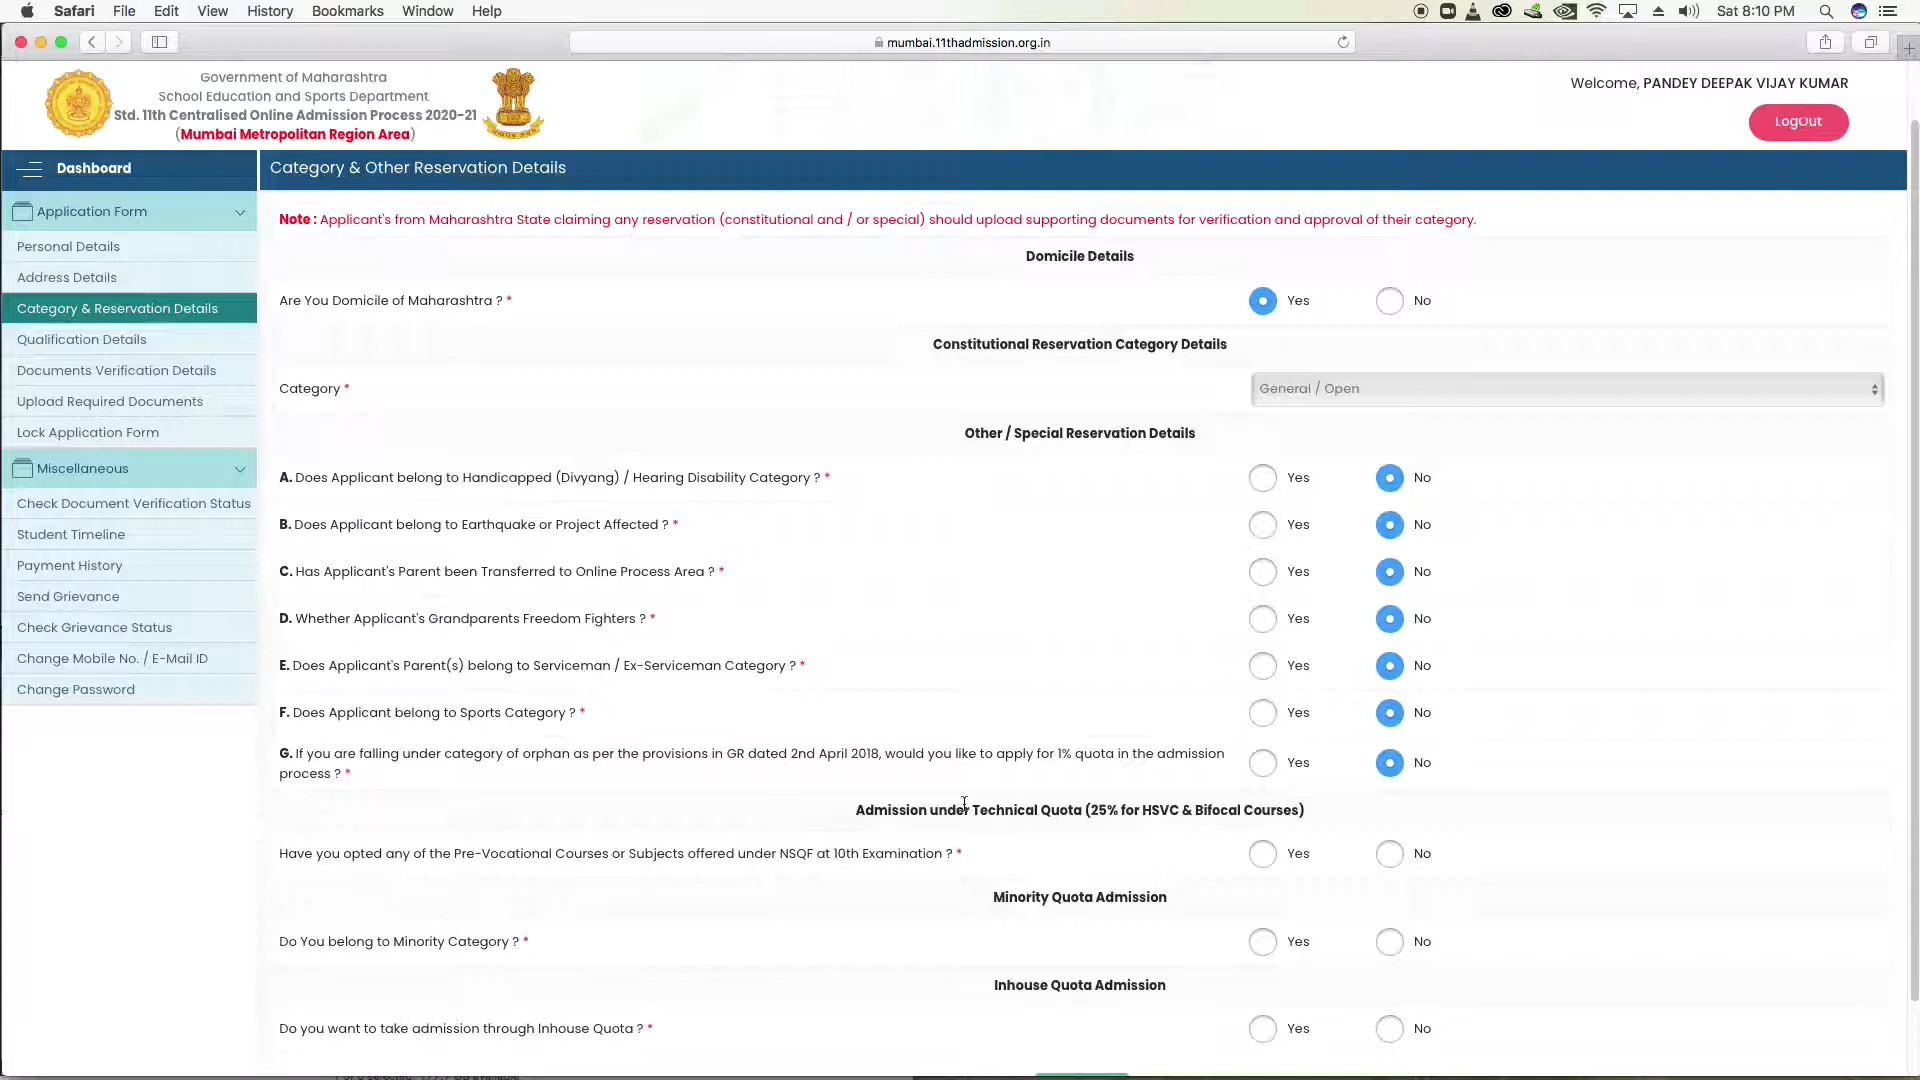 Safari File Edit View History Bookmarks Window Help
Sat 8:10 PM
mumbai.11thadmission.org.in
Government of Maharashtra
School Education and Sports Department
Std. 11th Centralised Online Admission Process 2020-21
(Mumbai Metropolitan Region Area)
Welcome, PANDEY DEEPAK VIJAY KUMAR
LogOut
Dashboard
Application Form
Personal Details
Address Details
Category & Reservation Details
Qualification Details
Documents Verification Details
Upload Required Documents
Lock Application Form
Miscellaneous
Check Document Verification Status
Student Timeline
Payment History
Send Grievance
Check Grievance Status
Change Mobile No. / E-Mail ID
Change Password
Category & Other Reservation Details
Note : Applicant's from Maharashtra State claiming any reservation (constitutional and / or special) should upload supporting documents for verification and approval of their category.
Domicile Details
Are You Domicile of Maharashtra ? * Yes No
Constitutional Reservation Category Details
Category * General / Open
Other / Special Reservation Details
A. Does Applicant belong to Handicapped (Divyang) / Hearing Disability Category ? * Yes No
B. Does Applicant belong to Earthquake or Project Affected ? * Yes No
C. Has Applicant's Parent been Transferred to Online Process Area ? * Yes No
D. Whether Applicant's Grandparents Freedom Fighters ? * Yes No
E. Does Applicant's Parent(s) belong to Serviceman / Ex-Serviceman Category ? * Yes No
F. Does Applicant belong to Sports Category ? * Yes No
G. If you are falling under category of orphan as per the provisions in GR dated 2nd April 2018, would you like to apply for 1% quota in the admission
process ? * Yes No
Admission under Technical Quota (25% for HSVC & Bifocal Courses)
Have you opted any of the Pre-Vocational Courses or Subjects offered under NSQF at 10th Examination ? * Yes No
Minority Quota Admission
Do You belong to Minority Category ? * Yes No
Inhouse Quota Admission
Do you want to take admission through Inhouse Quota ? * Yes No